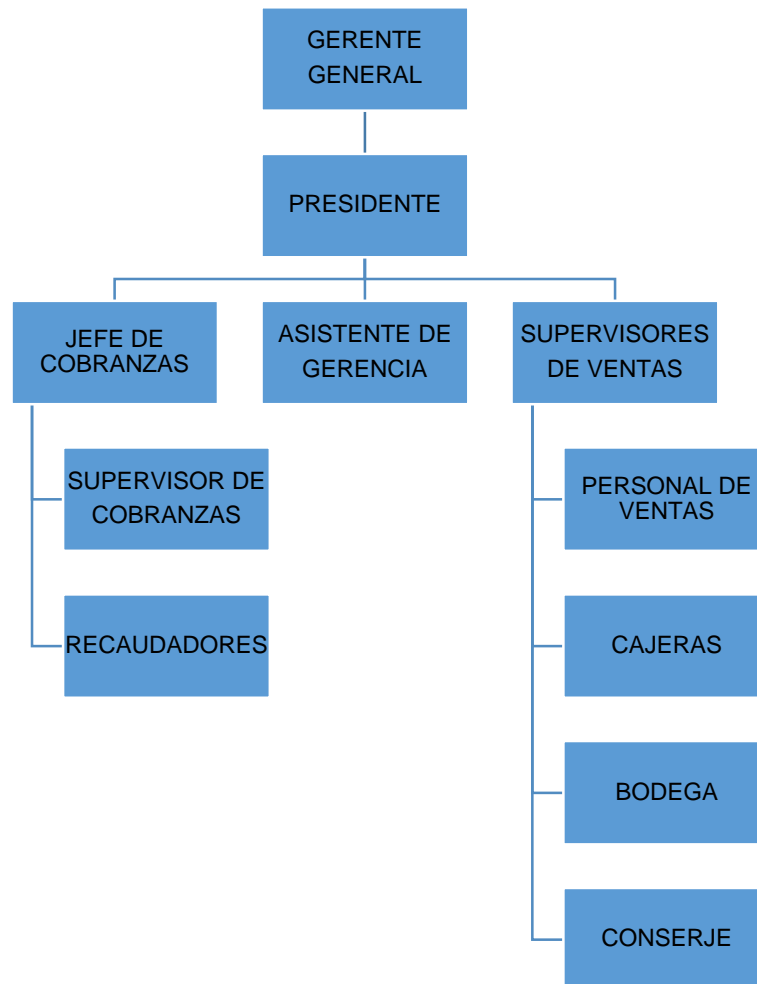 GERENTE
GENERAL
PRESIDENTE
JEFE DE
COBRANZAS
ASISTENTE DE
GERENCIA
SUPERVISORES
DE VENTAS
SUPERVISOR DE
COBRANZAS
RECAUDADORES
PERSONAL DE
VENTAS
CAJERAS
BODEGA
CONSERJE